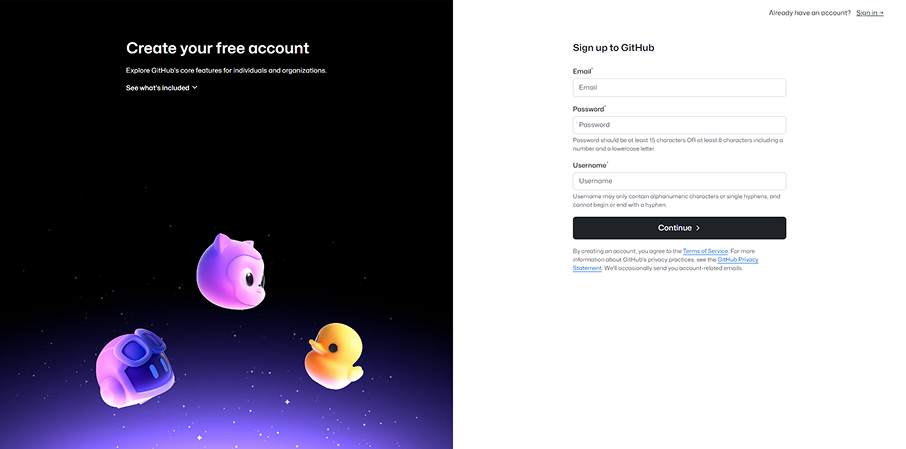 Already have an account? Sign in →
Create your free account
Explore GitHub's core features for individuals and organizations.
See what's included
Sign up to GitHub
Email*
Email
Password*
Password
Password should be at least 15 characters OR at least 8 characters including a
number and a lowercase letter.
Username*
Username
Username may only contain alphanumeric characters or single hyphens, and
cannot begin or end with a hyphen.
Continue
By creating an account, you agree to the Terms of Service. For more
information about GitHub's privacy practices, see the GitHub Privacy
Statement. We'll occasionally send you account-related emails.